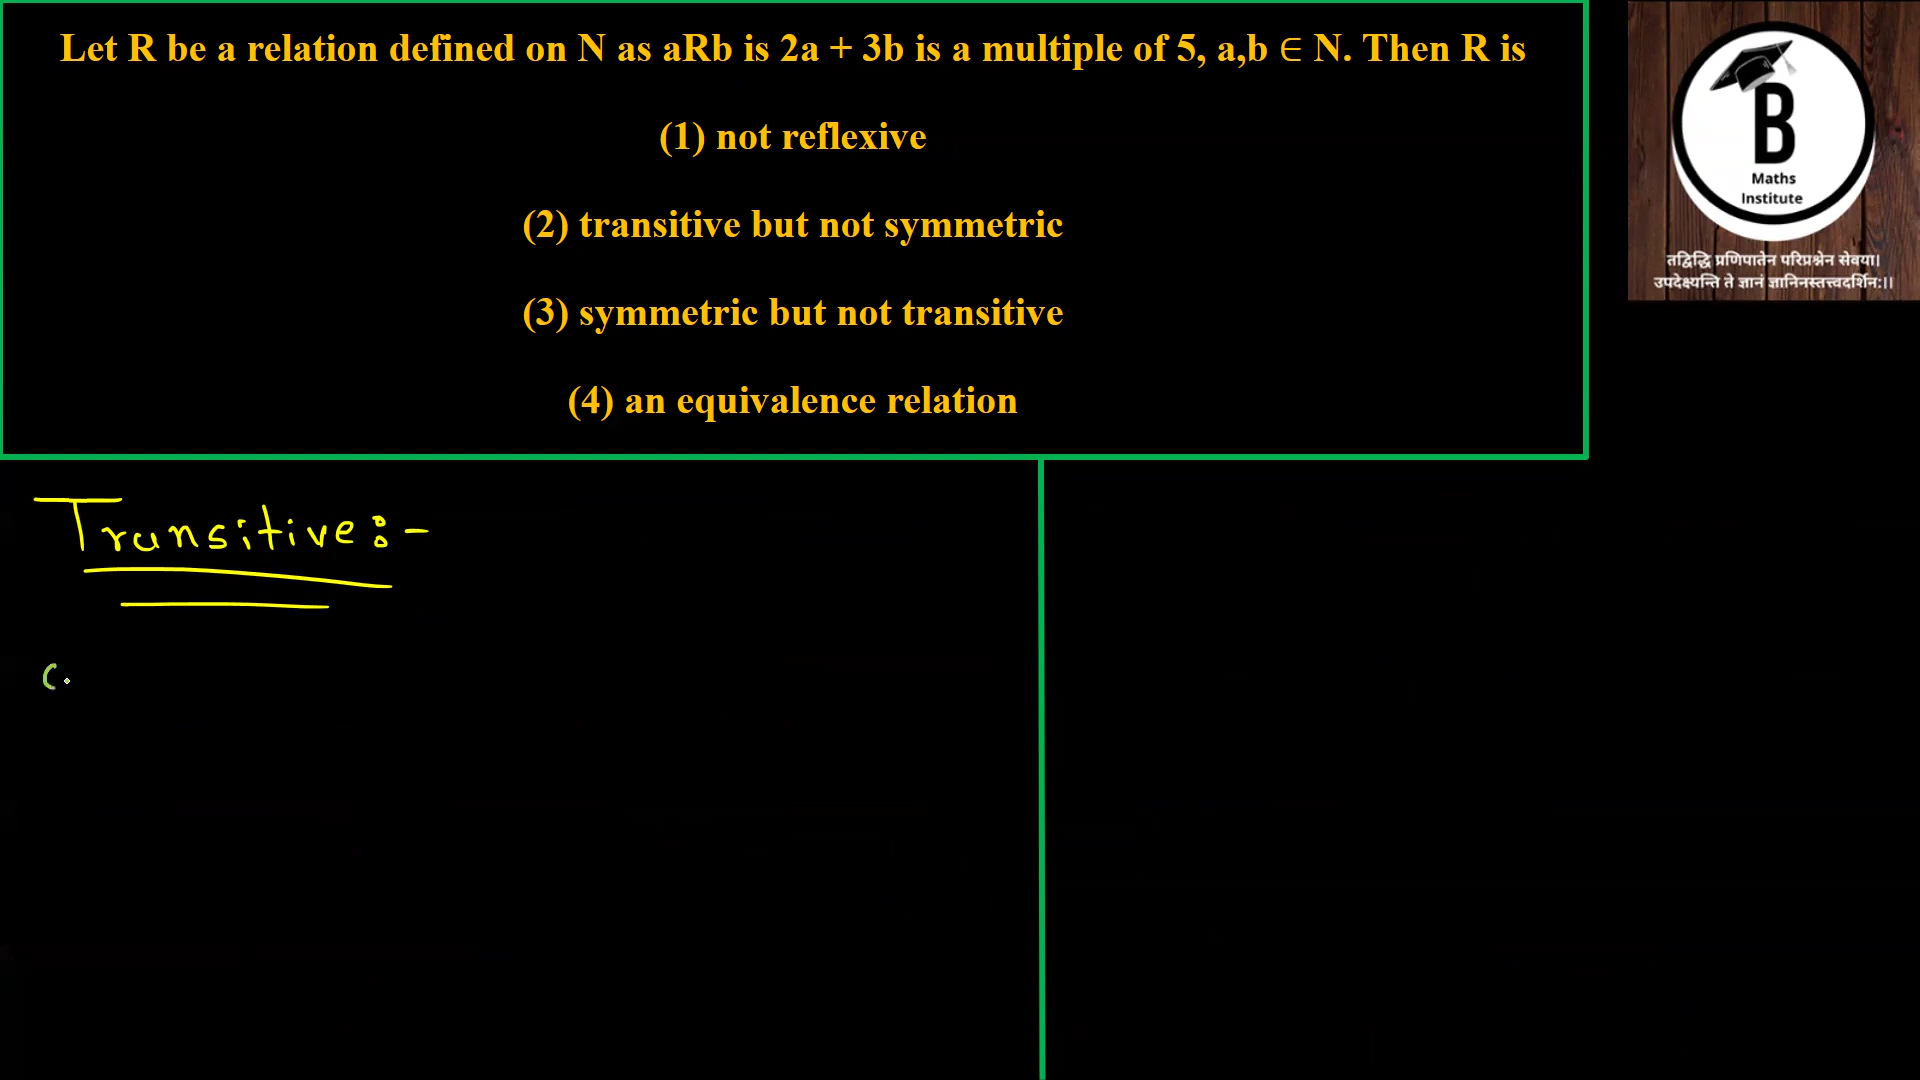 Let R be a relation defined on N as aRb is 2a + 3b is a multiple of 5, a,b ∈ N. Then R is
(1) not reflexive
(2) transitive but not symmetric
(3) symmetric but not transitive
(4) an equivalence relation
B
Maths
Institute
तद्विद्धि प्रणिपातेन परिप्रश्नेन सेवया।
उपदेक्ष्यन्ति ते ज्ञानं ज्ञानिनस्तत्त्वदर्शिन:।।
Transitive:-
(